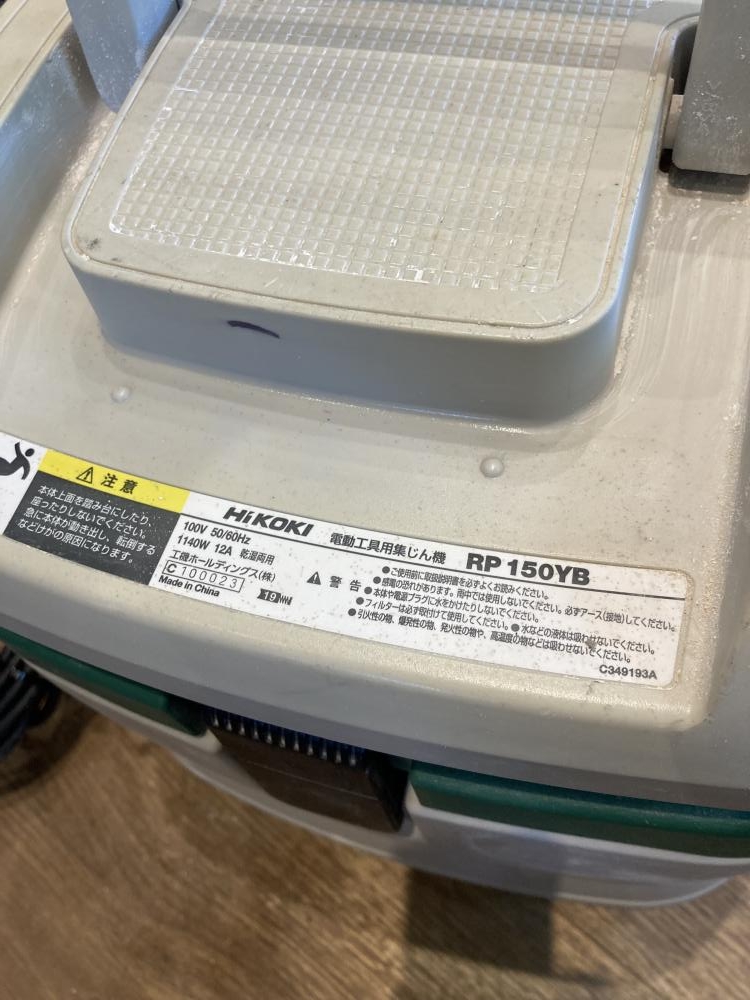 注意
本体上面を踏み台にしたり、
座ったりしないでください。
急に本体が動き出し、転倒する
などけがの原因になります。
HiKOKI 電動工具用集じん機 RP 150YB
100V 50/60Hz
1140W 12A 乾湿両用
工機ホールディングス(株)
C 100023
Made in China
19
警告
●ご使用前に取扱説明書を必ずよくお読みください。
●感電の恐れがあります。雨中では使用しないでください。必ずアース(接地)してください。
●本体や電源プラグに水をかけたりしないでください。
●フィルターは必ず取付けて使用してください。●水などの液体は吸わせないでください。
●引火性の物、爆発性の物、発火性の物や、高温度の物などは吸わせないでください。
C349193A